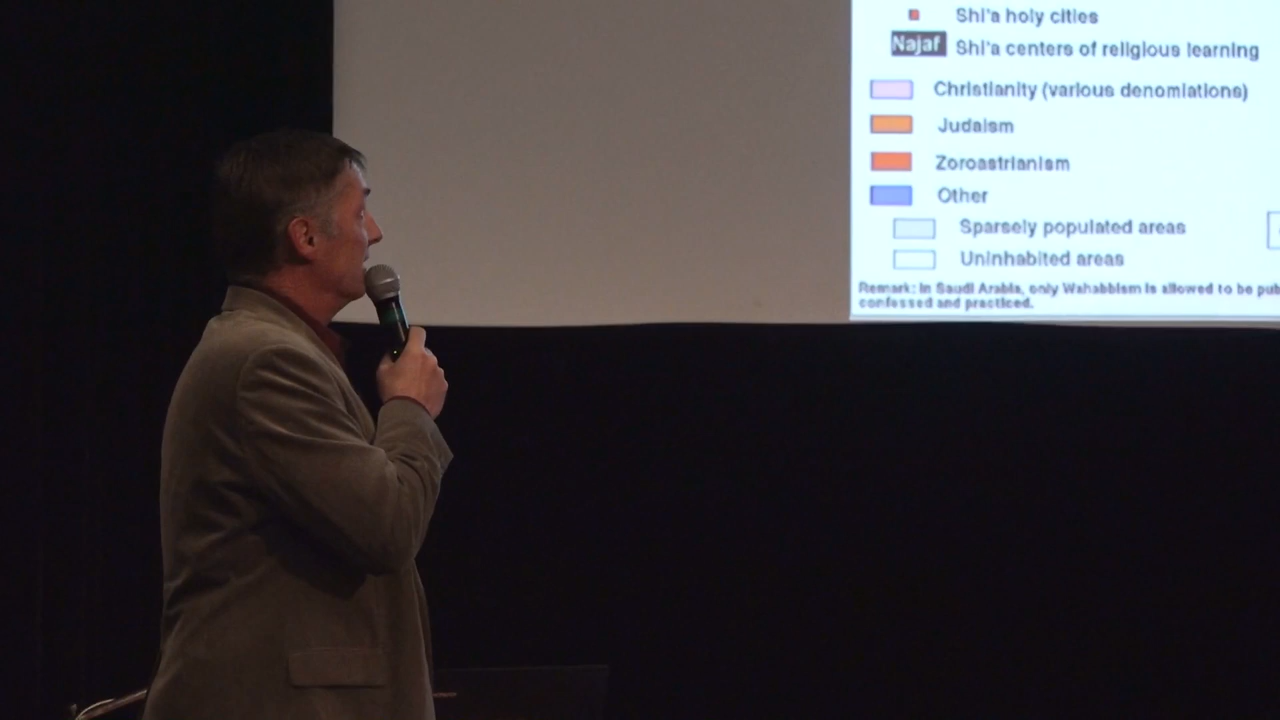 Shi'a holy cities
Najaf Shi'a centers of religious learning
Christianity (various denomiations)
Judaism
Zoroastrianism
Other
Sparsely populated areas
Uninhabited areas
Remark: In Saudi Arabia, only Wahabbism is allowed to be pub
confessed and practiced.